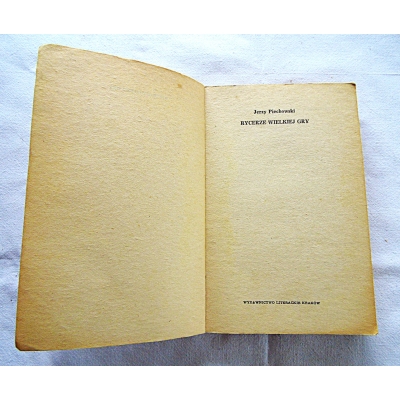 Jerzy Piechowski
RYCERZE WIELKIEJ GRY
WYDAWNICTWO LITERACKIE KRAKÓW